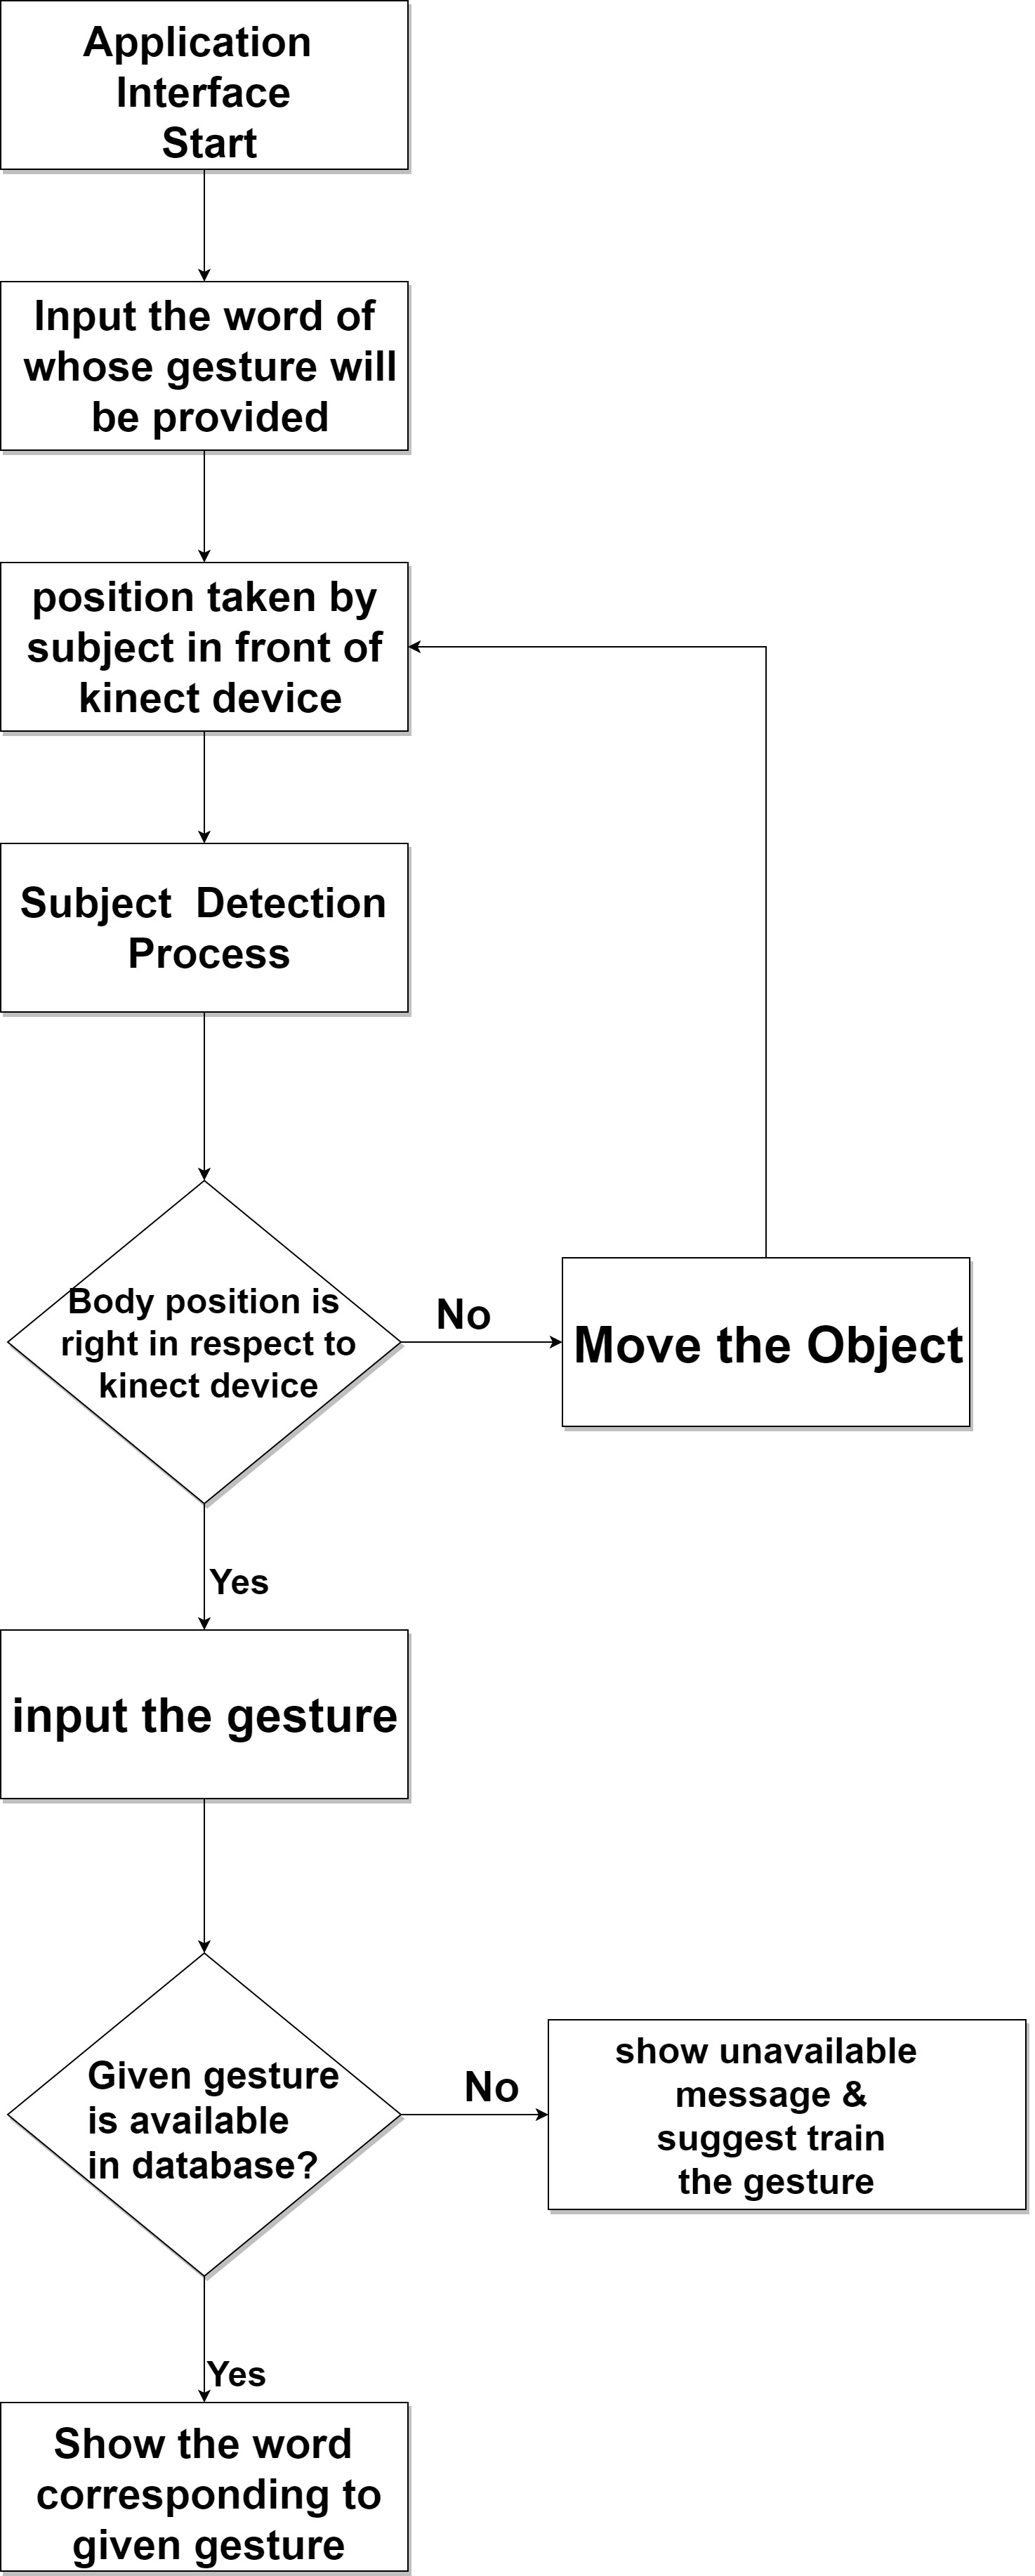 Application
Interface
Start
Input the word of
whose gesture will
be provided
position taken by
subject in front of
kinect device
Subject  Detection
Process
Body position is
right in respect to
kinect device
No
Move the Object
Yes
input the gesture
Given gesture
is available
in database?
No
show unavailable
message &
suggest train
the gesture
Yes
Show the word
corresponding to
given gesture